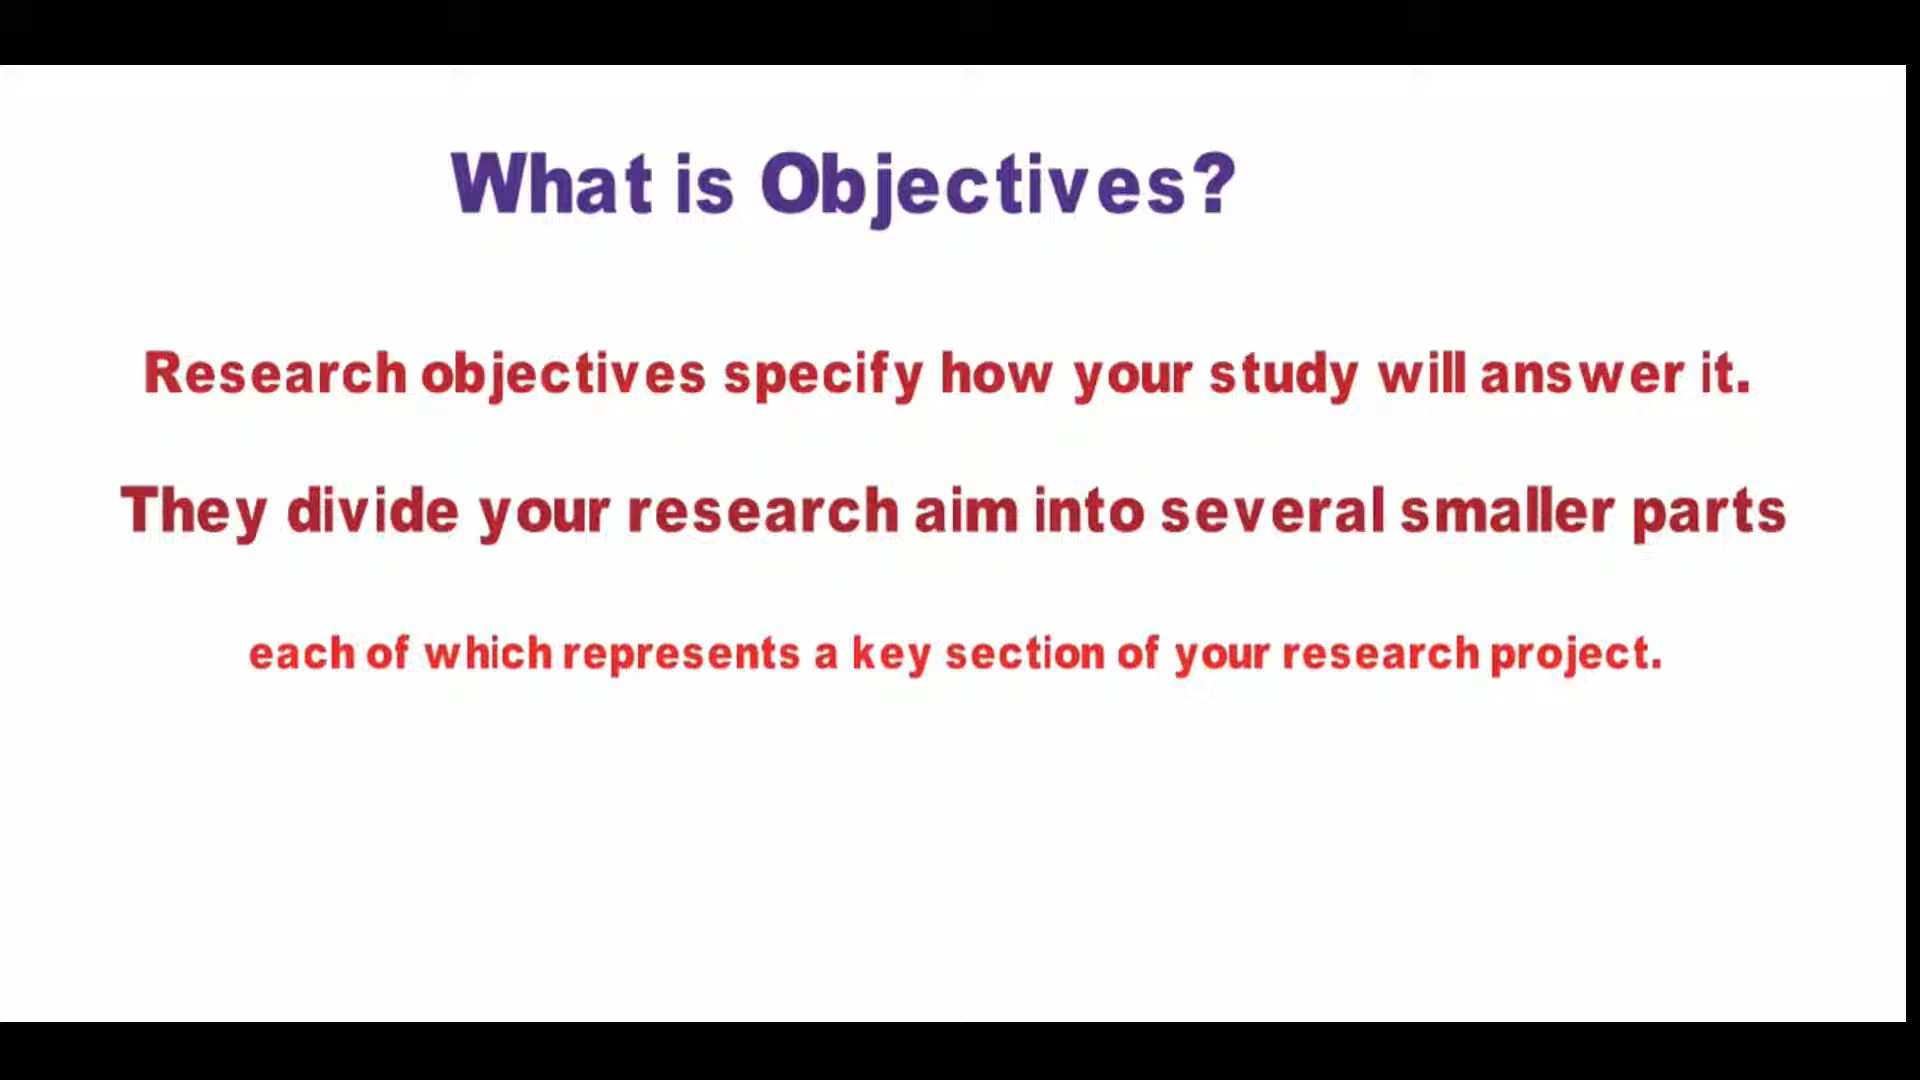 What is Objectives?
Research objectives specify how your study will answer it.
They divide your research aim into several smaller parts
each of which represents a key section of your research project.